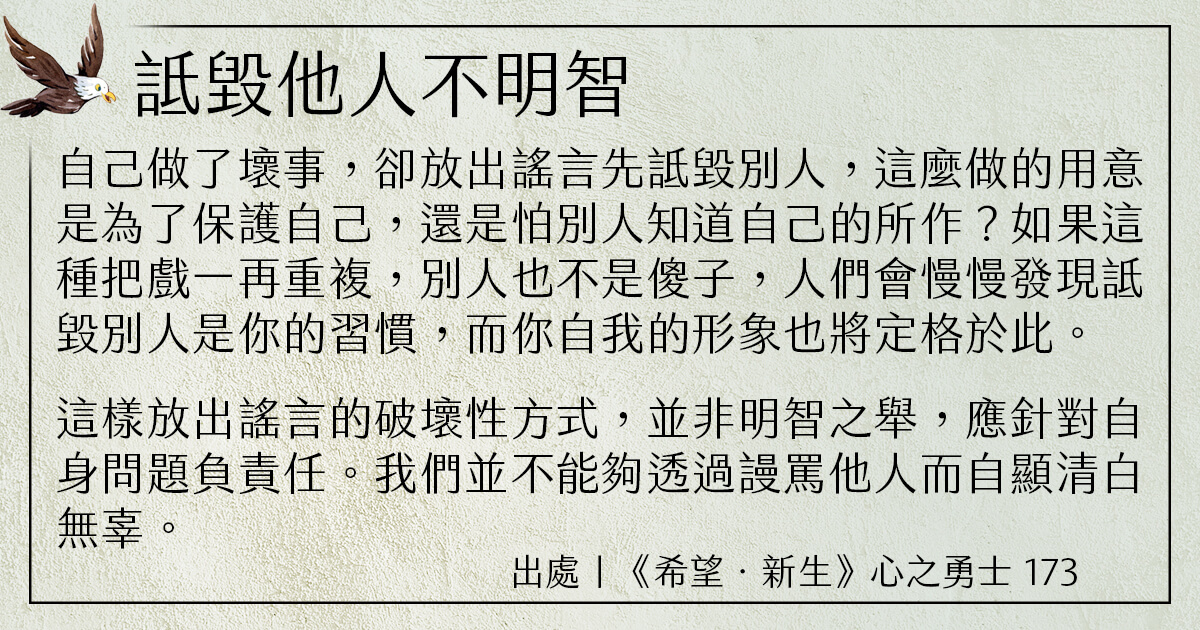 詆毀他人不明智
自己做了壞事，卻放出謠言先詆毀別人，這麼做的用意
是為了保護自己，還是怕別人知道自己的所作？如果這
種把戲一再重複，別人也不是傻子，人們會慢慢發現詆
毀別人是你的習慣，而你自我的形象也將定格於此。
這樣放出謠言的破壞性方式，並非明智之舉，應針對自
身問題負責任。我們並不能夠透過謾罵他人而自顯清白
無辜。
出處｜《希望．新生》心之勇士 173